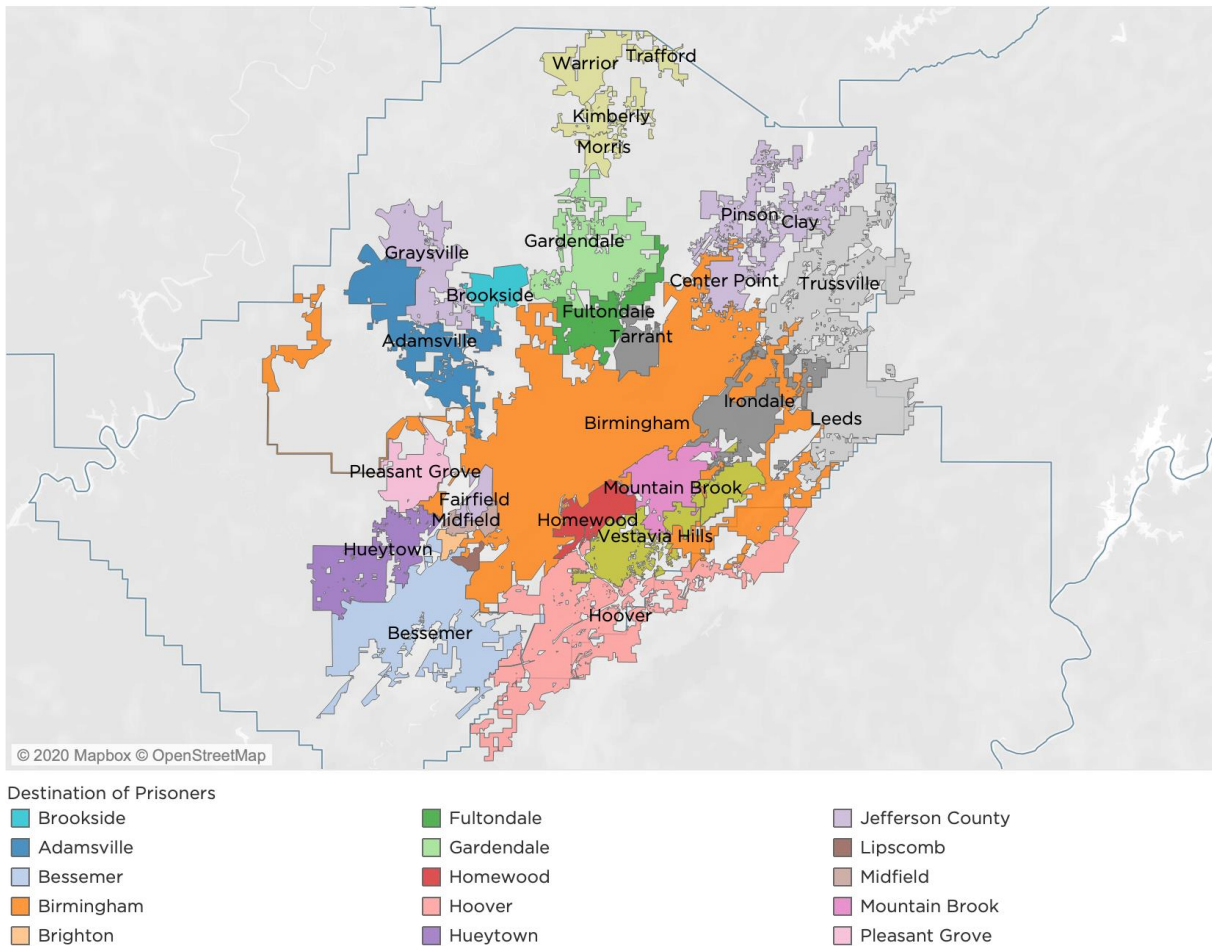 Warrior
Trafford
Kimberly
Morris
Pinson
Clay
Gardendale
Graysville
Center Point
Trussville
Brookside
Fultondale
Tarrant
Adamsville
Irondale
Birmingham
Leeds
Pleasant Grove
Mountain Brook
Fairfield
Midfield
Homewood
Vestavia Hills
Hueytown
Hoover
Bessemer
© 2020 Mapbox © OpenStreetMap
Destination of Prisoners
Brookside
Adamsville
Bessemer
Birmingham
Brighton
Fultondale
Gardendale
Homewood
Hoover
Hueytown
Jefferson County
Lipscomb
Midfield
Mountain Brook
Pleasant Grove